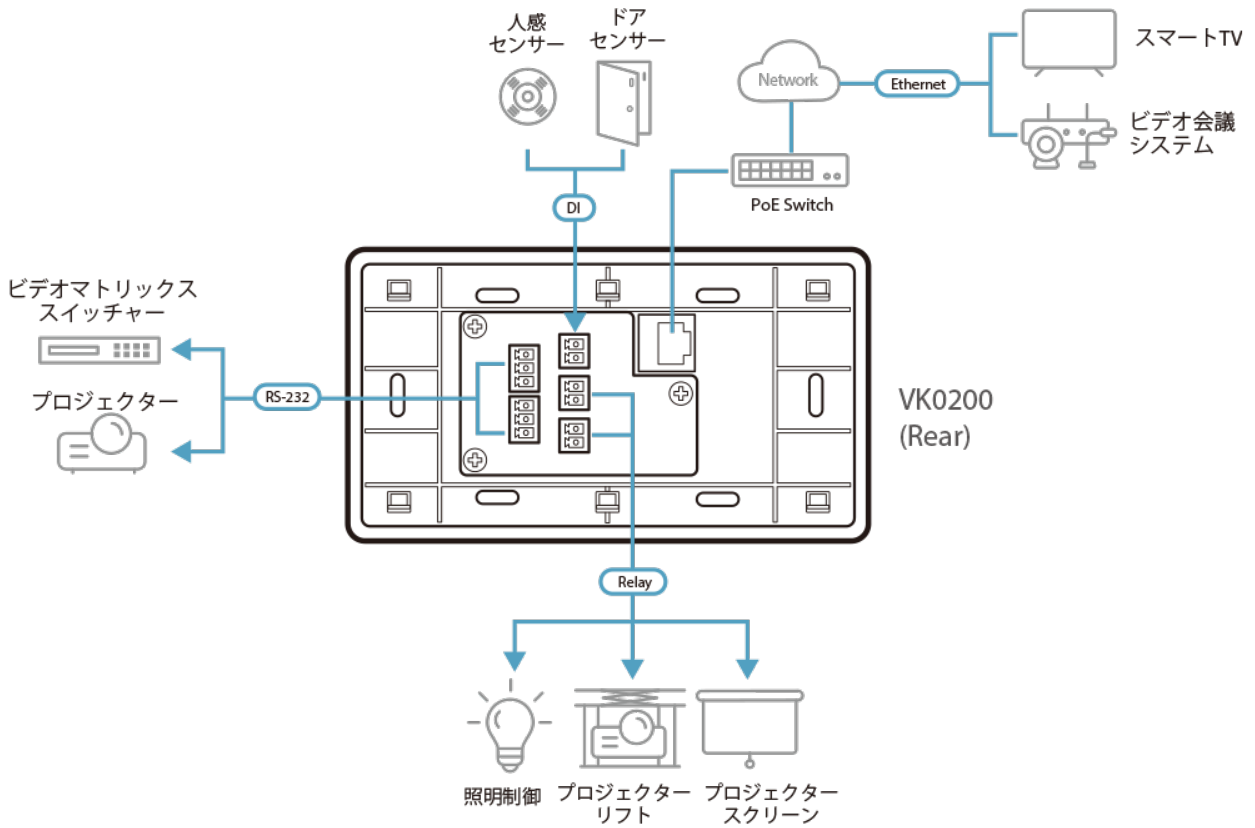 人感
センサー
ドア
センサー
Network
Ethernet
スマートTV
ビデオ会議
システム
PoE Switch
DI
ビデオマトリックス
スイッチャー
RS-232
プロジェクター
VK0200
(Rear)
Relay
照明制御
プロジェクター
リフト
プロジェクター
スクリーン